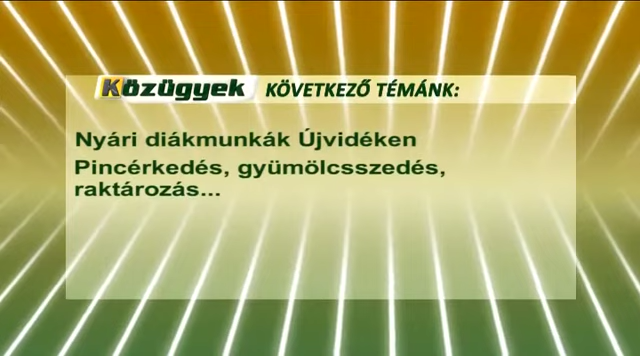 Közügyek KÖVETKEZŐ TÉMÁNK:
Nyári diákmunkák Újvidéken
Pincérkedés, gyümölcsszedés,
raktározás...